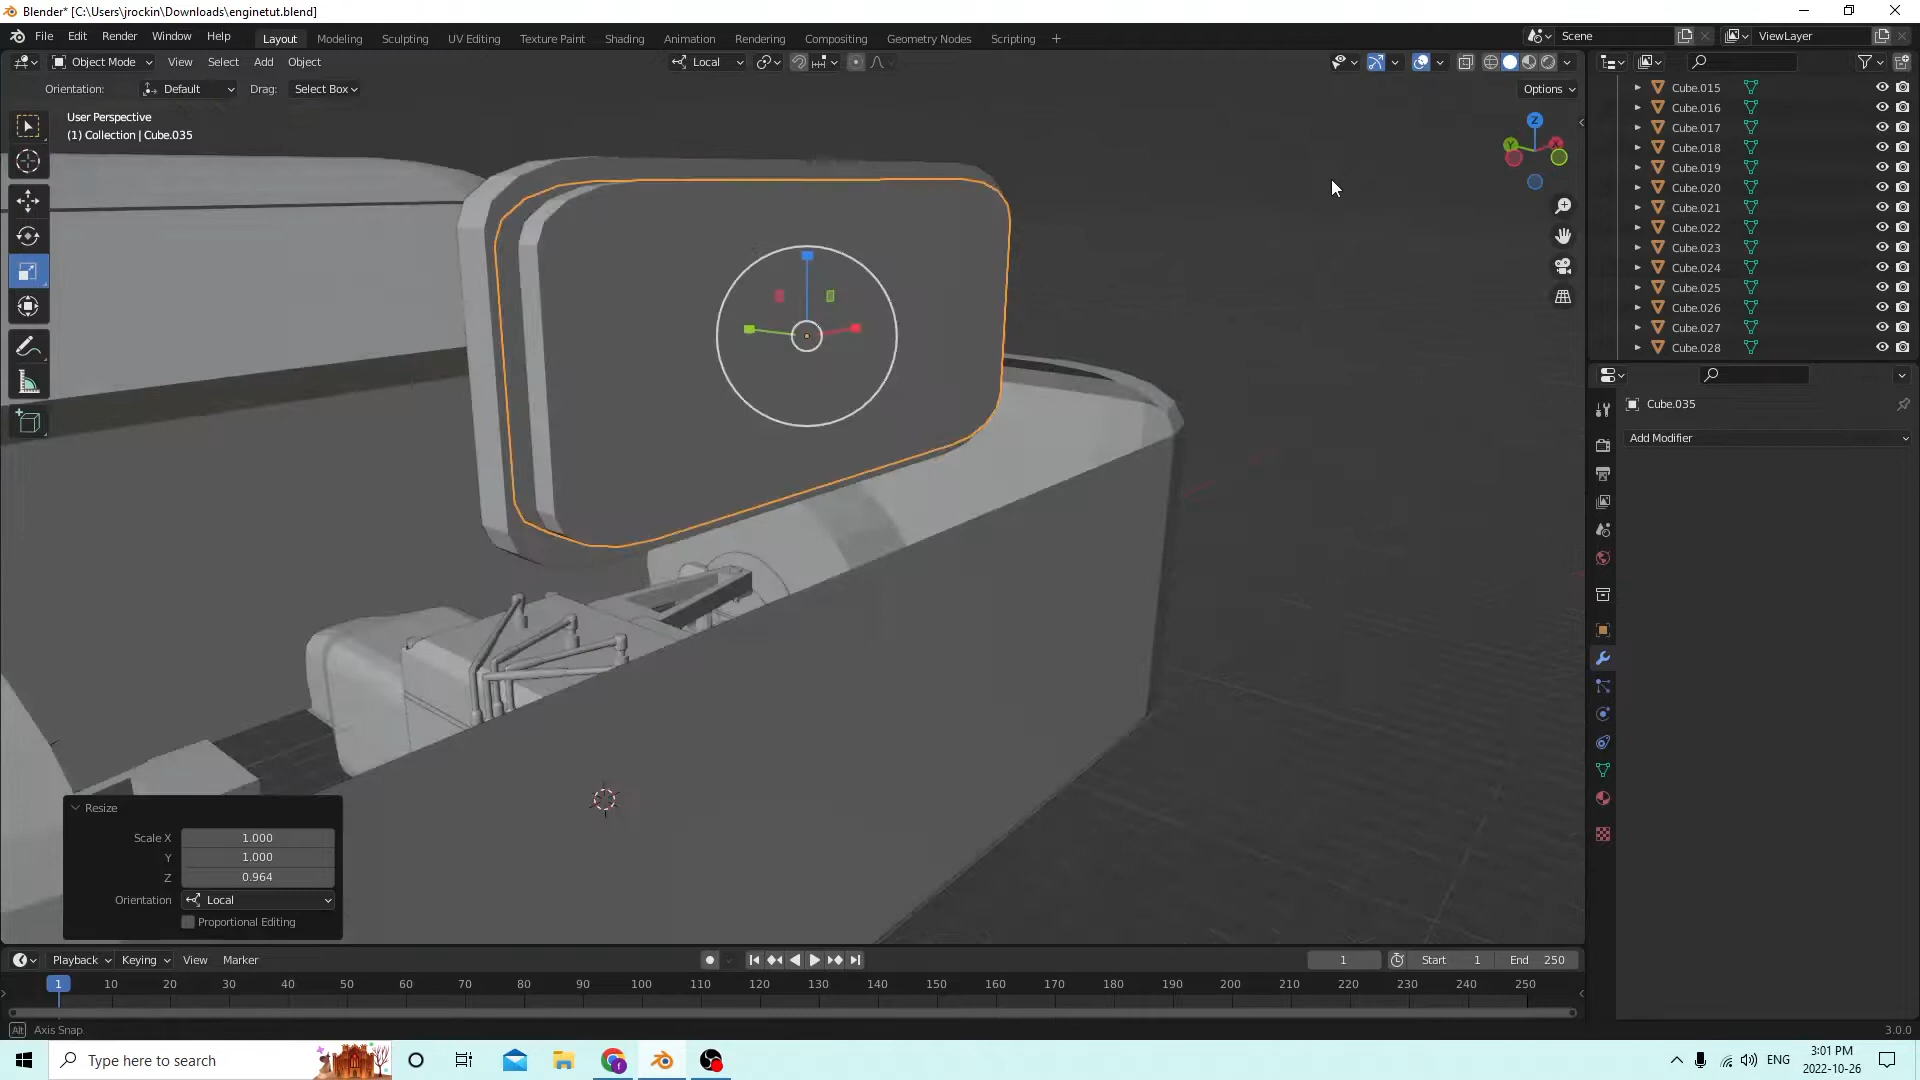 Blender* [C:\Users\jrockin\Downloads\enginetut.blend]
File Edit Render Window Help
Layout Modeling Sculpting UV Editing Texture Paint Shading Animation Rendering Compositing Geometry Nodes Scripting +
Scene
ViewLayer
Object Mode View Select Add Object
Local
Orientation: Default Drag: Select Box
Options
User Perspective
(1) Collection | Cube.035
Z
Y
X
Cube.015
Cube.016
Cube.017
Cube.018
Cube.019
Cube.020
Cube.021
Cube.022
Cube.023
Cube.024
Cube.025
Cube.026
Cube.027
Cube.028
Cube.035
Add Modifier
Resize
Scale X 1.000
Y 1.000
Z 0.964
Orientation Local
Proportional Editing
Playback Keying View Marker
1 Start 1 End 250
1 10 20 30 40 50 60 70 80 90 100 110 120 130 140 150 160 170 180 190 200 210 220 230 240 250
Alt Axis Snap
3.0.0
Type here to search
ENG
3:01 PM
2022-10-26